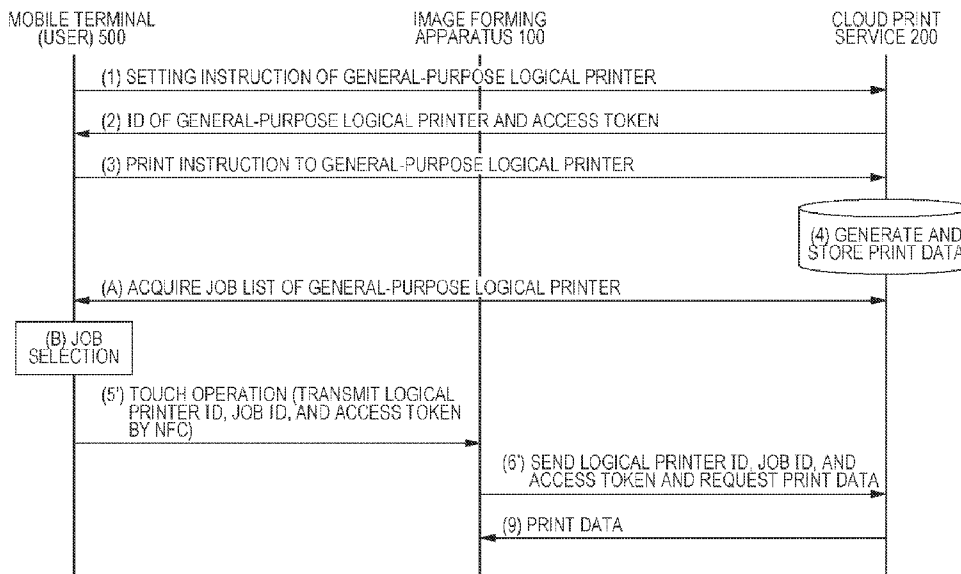 MOBILE TERMINAL
(USER) 500
IMAGE FORMING
APPARATUS 100
CLOUD PRINT
SERVICE 200
(1) SETTING INSTRUCTION OF GENERAL-PURPOSE LOGICAL PRINTER
(2) ID OF GENERAL-PURPOSE LOGICAL PRINTER AND ACCESS TOKEN
(3) PRINT INSTRUCTION TO GENERAL-PURPOSE LOGICAL PRINTER
(4) GENERATE AND
STORE PRINT DATA
(A) ACQUIRE JOB LIST OF GENERAL-PURPOSE LOGICAL PRINTER
(B) JOB
SELECTION
(5') TOUCH OPERATION (TRANSMIT LOGICAL
PRINTER ID, JOB ID, AND ACCESS TOKEN
BY NFC)
(6') SEND LOGICAL PRINTER ID, JOB ID, AND
ACCESS TOKEN AND REQUEST PRINT DATA
(9) PRINT DATA